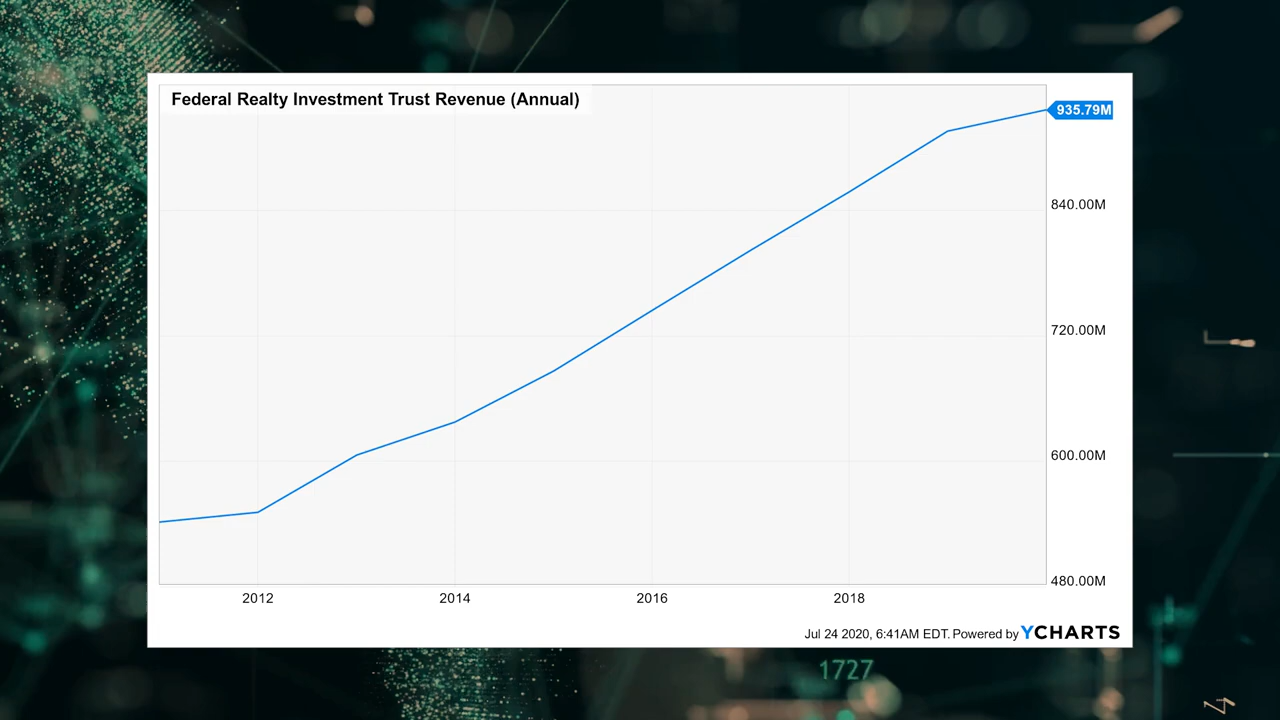 Federal Realty Investment Trust Revenue (Annual)
935.79M
840.00M
720.00M
600.00M
480.00M
2012 2014 2016 2018
Jul 24 2020, 6:41AM EDT. Powered by YCHARTS
1727